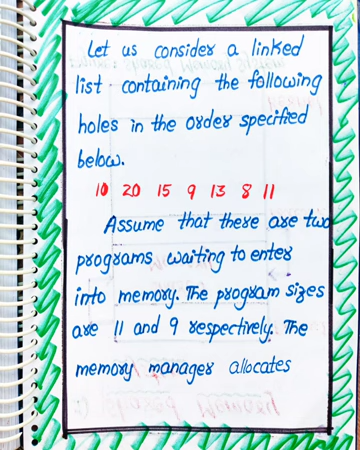 Let us consider a linked
list containing the following
holes in the order specified
below.
10 20 15 9 13 8 11
Assume that there are two
programs waiting to enter
into memory. The program sizes
are 11 and 9 respectively. The
memory manager allocates